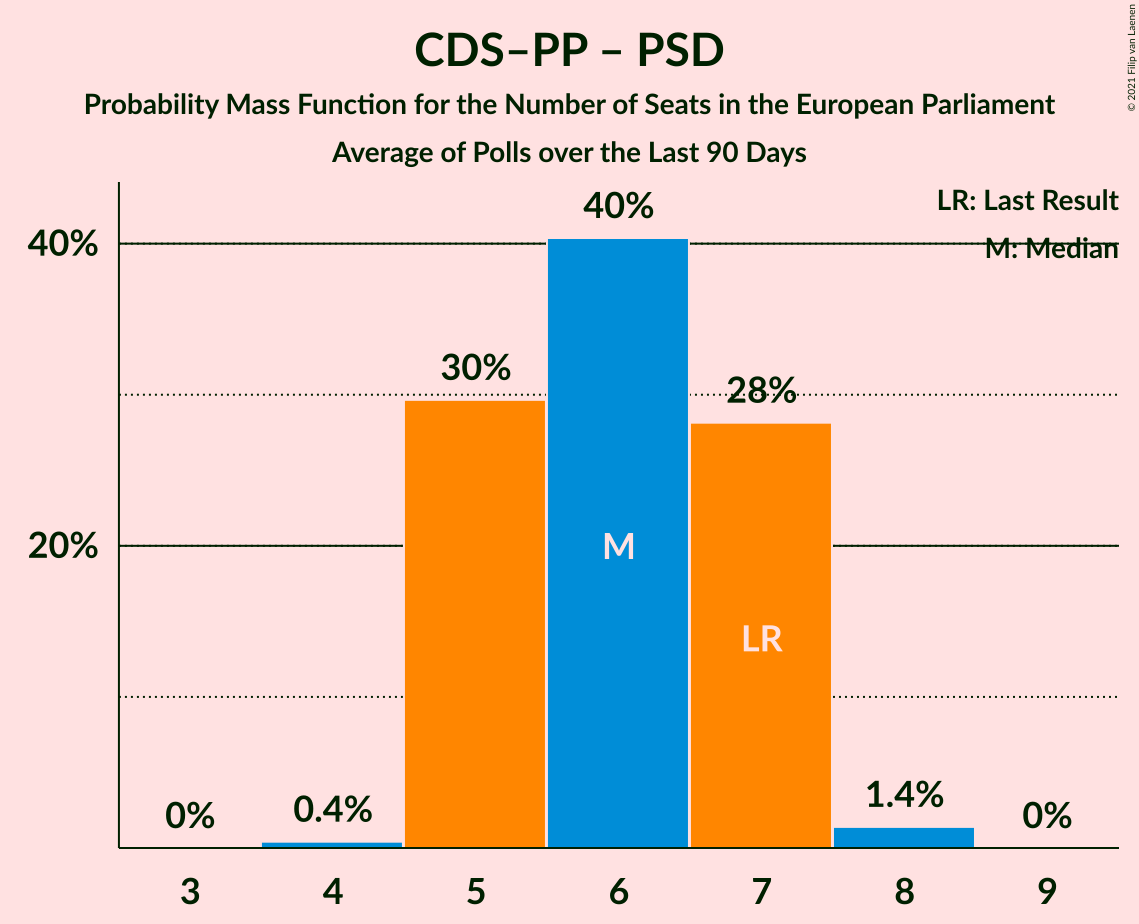 CDS–PP – PSD
Probability Mass Function for the Number of Seats in the European Parliament
Average of Polls over the Last 90 Days
© 2021 Filip van Laenen
LR: Last Result
M: Median
40%
20%
0%
0.4%
30%
40%
28%
1.4%
0%
M
LR
3 4 5 6 7 8 9